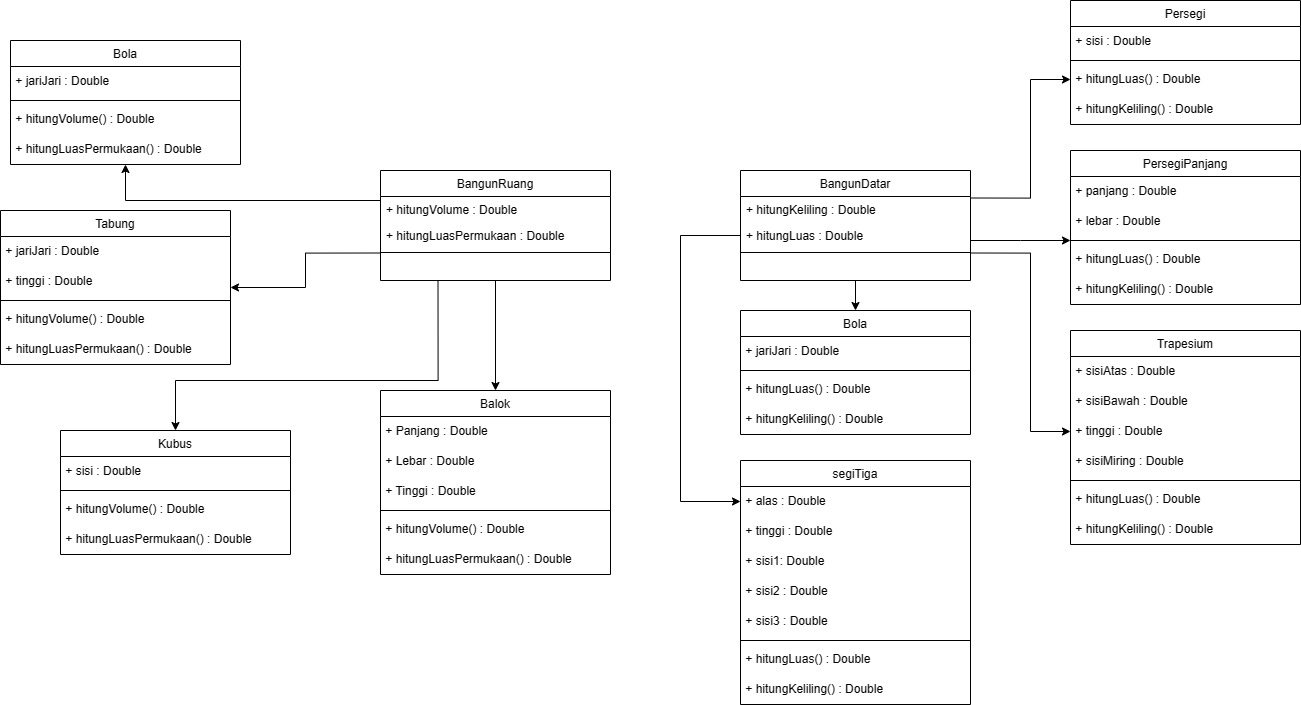 Bola
+ jariJari : Double
+ hitungVolume() : Double
+ hitungLuasPermukaan() : Double
Tabung
+ jariJari : Double
+ tinggi : Double
+ hitungVolume() : Double
+ hitungLuasPermukaan() : Double
Kubus
+ sisi : Double
+ hitungVolume() : Double
+ hitungLuasPermukaan() : Double
BangunRuang
+ hitungVolume : Double
+ hitungLuasPermukaan : Double
Balok
+ Panjang : Double
+ Lebar : Double
+ Tinggi : Double
+ hitungVolume() : Double
+ hitungLuasPermukaan() : Double
BangunDatar
+ hitungKeliling : Double
+ hitungLuas : Double
Bola
+ jariJari : Double
+ hitungLuas() : Double
+ hitungKeliling() : Double
segiTiga
+ alas : Double
+ tinggi : Double
+ sisi1: Double
+ sisi2 : Double
+ sisi3 : Double
+ hitungLuas() : Double
+ hitungKeliling() : Double
Persegi
+ sisi : Double
+ hitungLuas() : Double
+ hitungKeliling() : Double
PersegiPanjang
+ panjang : Double
+ lebar : Double
+ hitungLuas() : Double
+ hitungKeliling() : Double
Trapesium
+ sisiAtas : Double
+ sisiBawah : Double
+ tinggi : Double
+ sisiMiring : Double
+ hitungLuas() : Double
+ hitungKeliling() : Double